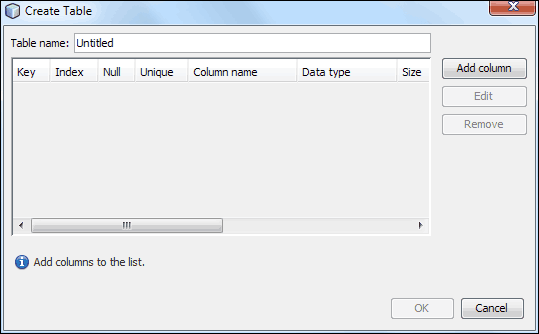 Create Table
Table name: Untitled
Key Index Null Unique Column name Data type Size
Add column
Edit
Remove
Add columns to the list.
OK Cancel